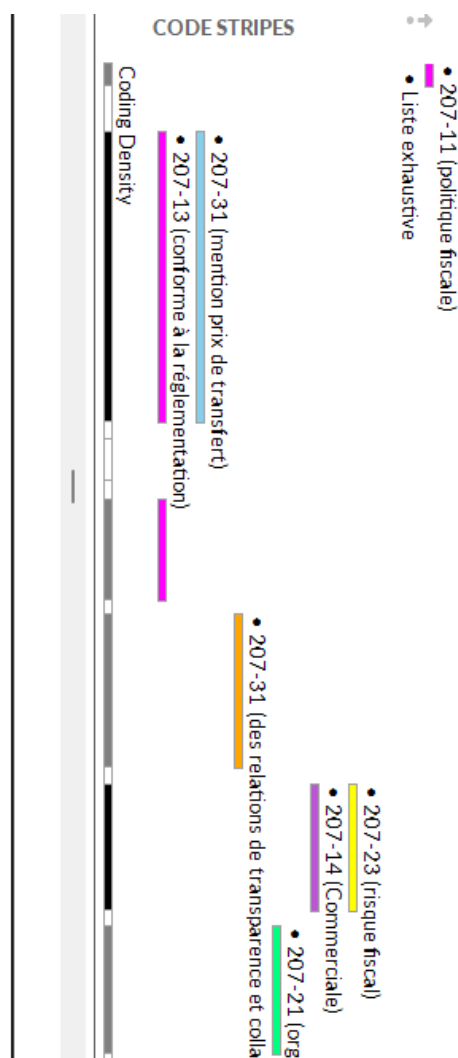 CODE STRIPES
• 207-11 (politique fiscale)
• Liste exhaustive
Coding Density
• 207-31 (mention prix de transfert)
• 207-13 (conforme à la réglementation)
• 207-31 (des relations de transparence et colla
• 207-23 (risque fiscal)
• 207-14 (Commerciale)
• 207-21 (org